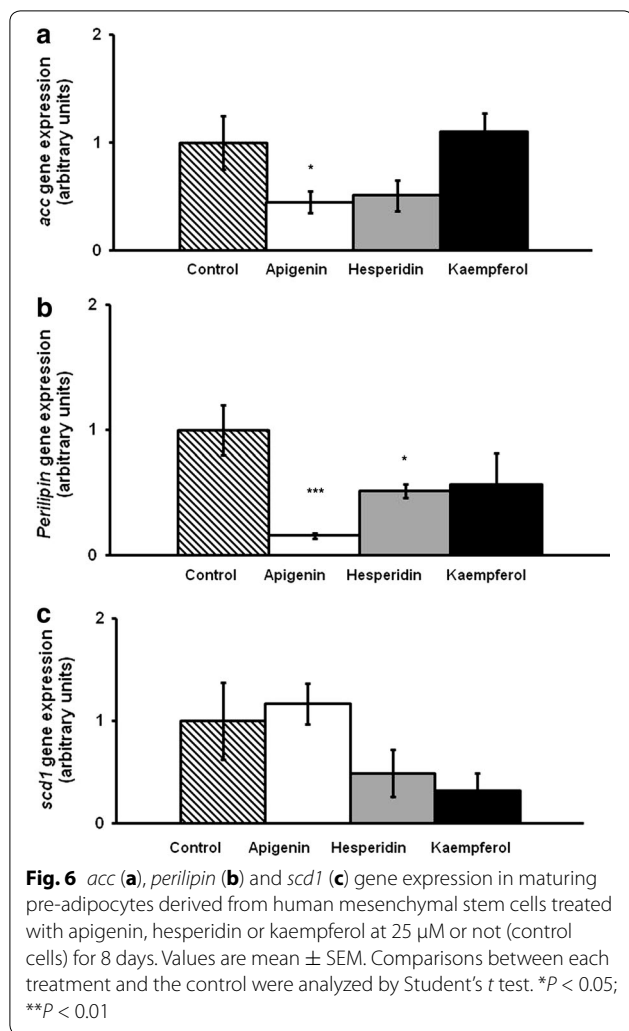 a
acc gene expression
(arbitrary units)
2
1
0
*
Control Apigenin Hesperidin Kaempferol
b
Perilipin gene expression
(arbitrary units)
2
1
0
***
*
Control Apigenin Hesperidin Kaempferol
c
scd1 gene expression
(arbitrary units)
2
1
0
Control Apigenin Hesperidin Kaempferol
Fig. 6 acc (a), perilipin (b) and scd1 (c) gene expression in maturing
pre-adipocytes derived from human mesenchymal stem cells treated
with apigenin, hesperidin or kaempferol at 25 µM or not (control
cells) for 8 days. Values are mean ± SEM. Comparisons between each
treatment and the control were analyzed by Student's t test. *P < 0.05;
**P < 0.01